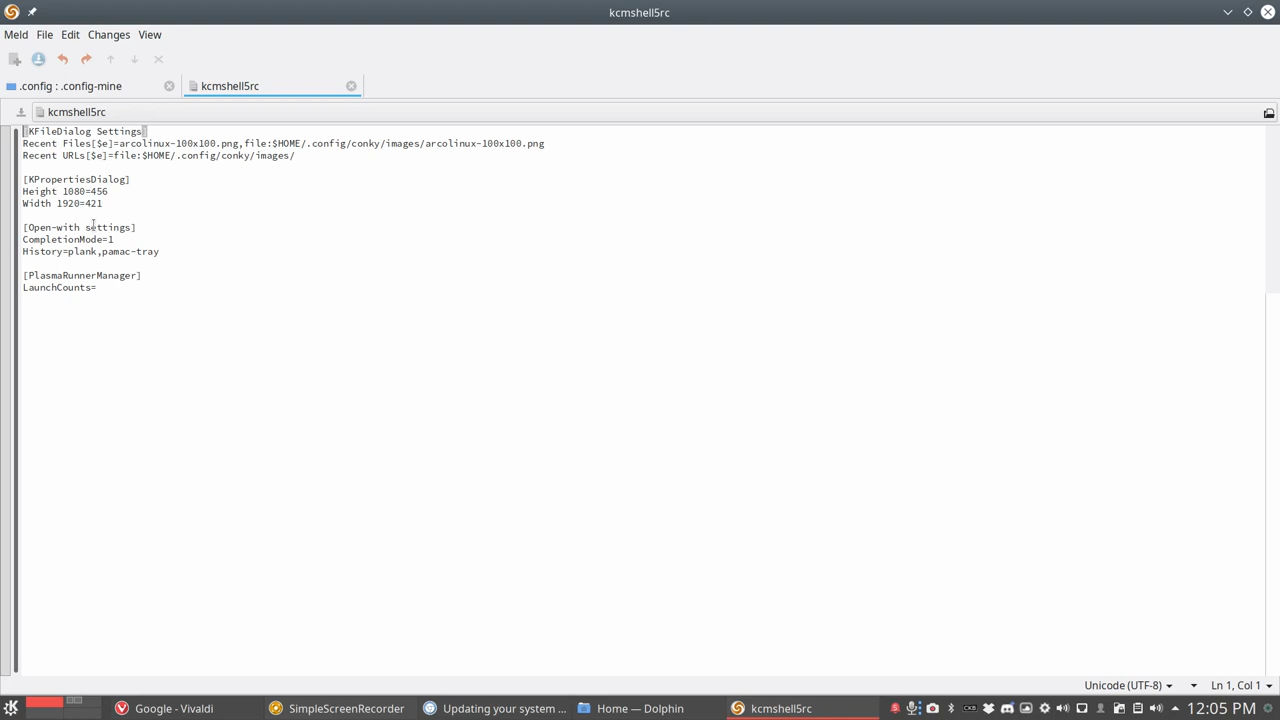 kcmshell5rc
Meld File Edit Changes View
.config : .config-mine
kcmshell5rc
kcmshell5rc
[KFileDialog Settings]
Recent Files[$e]=arcolinux-100x100.png,file:$HOME/.config/conky/images/arcolinux-100x100.png
Recent URLs[$e]=file:$HOME/.config/conky/images/
[KPropertiesDialog]
Height 1080=456
Width 1920=421
[Open-with settings]
CompletionMode=1
History=plank,pamac-tray
[PlasmaRunnerManager]
LaunchCounts=
Unicode (UTF-8) Ln 1, Col 1
Google - Vivaldi SimpleScreenRecorder Updating your system ... Home — Dolphin kcmshell5rc 12:05 PM